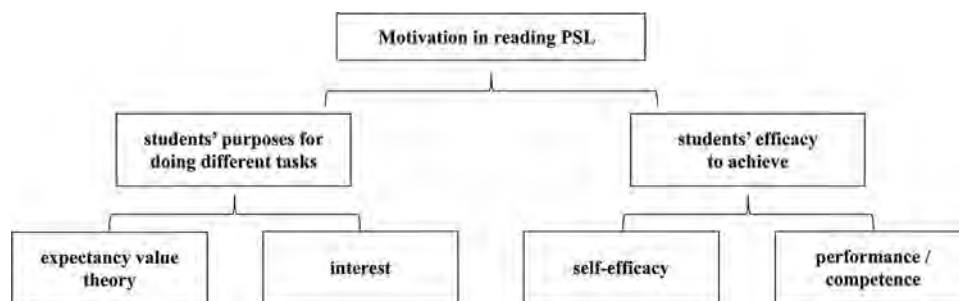 Motivation in reading PSL
students’ purposes for
doing different tasks
students’ efficacy
to achieve
expectancy value
theory
interest
self-efficacy
performance /
competence